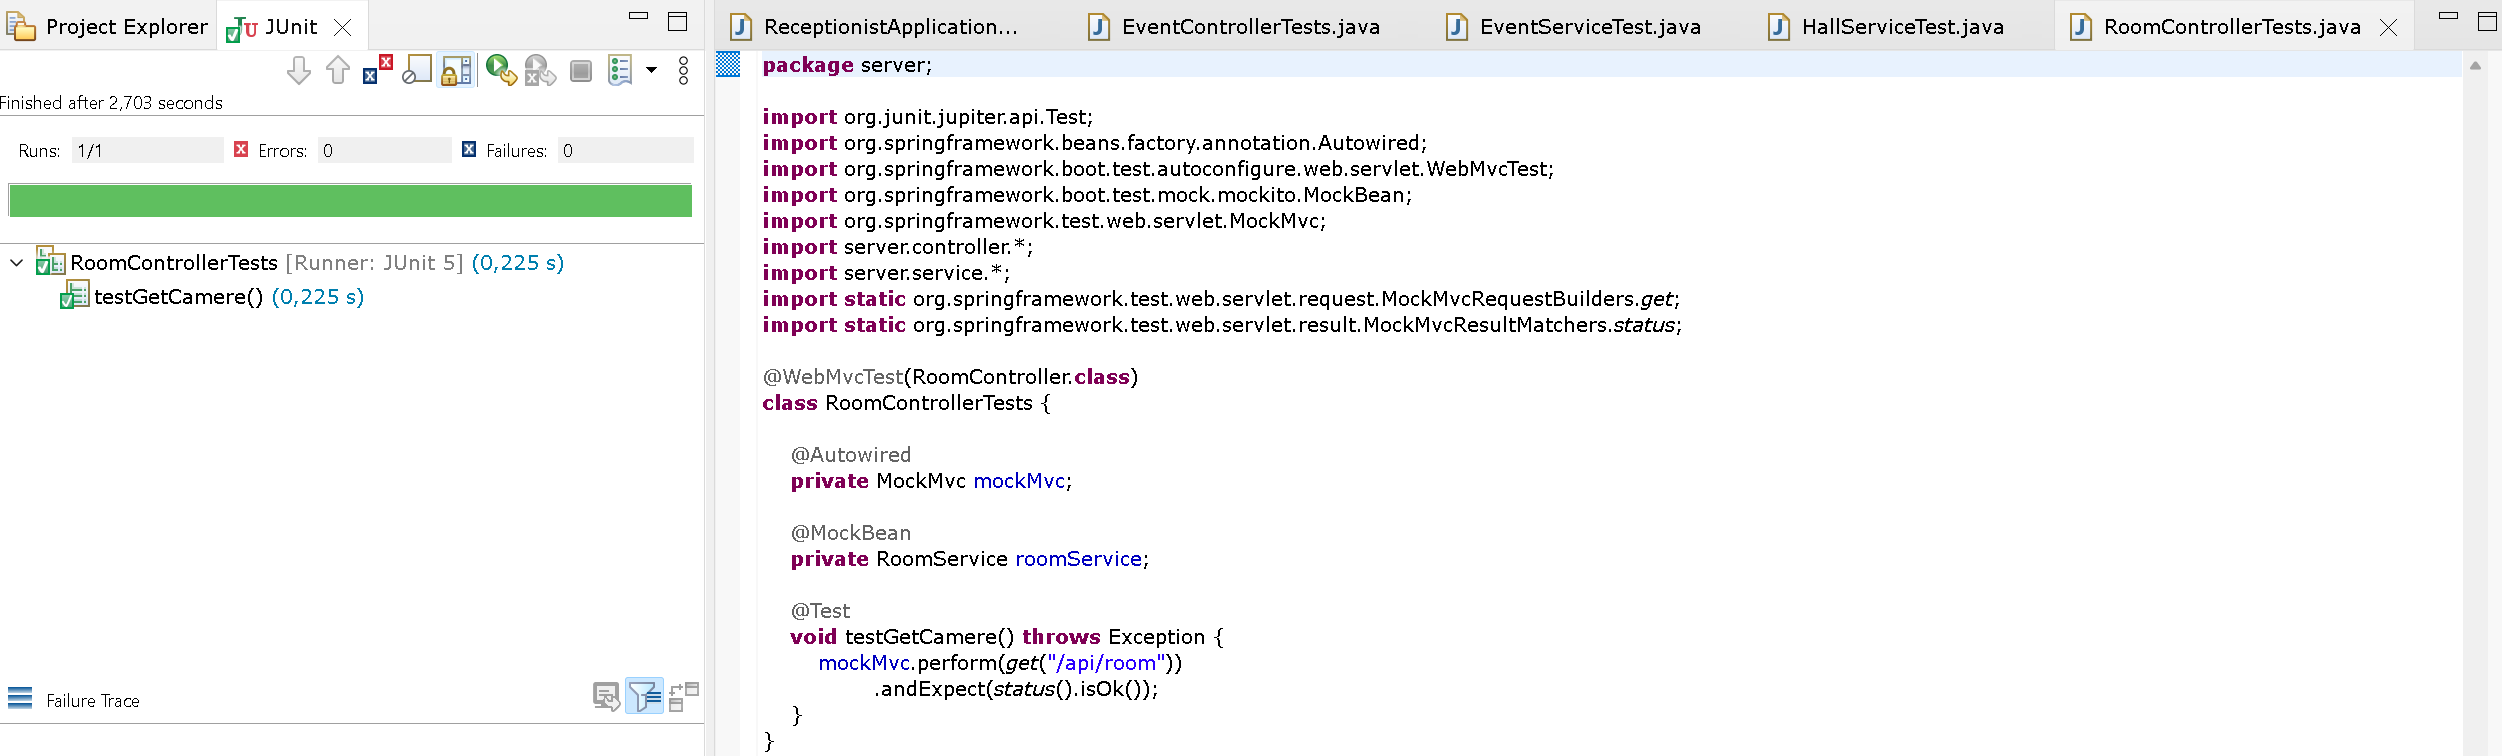 Project Explorer JUnit
Finished after 2,703 seconds
Runs: 1/1 Errors: 0 Failures: 0
RoomControllerTests [Runner: JUnit 5] (0,225 s)
testGetCamere() (0,225 s)
Failure Trace
ReceptionistApplication... EventControllerTests.java EventServiceTest.java HallServiceTest.java RoomControllerTests.java
package server;
import org.junit.jupiter.api.Test;
import org.springframework.beans.factory.annotation.Autowired;
import org.springframework.boot.test.autoconfigure.web.servlet.WebMvcTest;
import org.springframework.boot.test.mock.mockito.MockBean;
import org.springframework.test.web.servlet.MockMvc;
import server.controller.*;
import server.service.*;
import static org.springframework.test.web.servlet.request.MockMvcRequestBuilders.get;
import static org.springframework.test.web.servlet.result.MockMvcResultMatchers.status;
@WebMvcTest(RoomController.class)
class RoomControllerTests {
@Autowired
private MockMvc mockMvc;
@MockBean
private RoomService roomService;
@Test
void testGetCamere() throws Exception {
mockMvc.perform(get("/api/room"))
.andExpect(status().isOk());
}
}